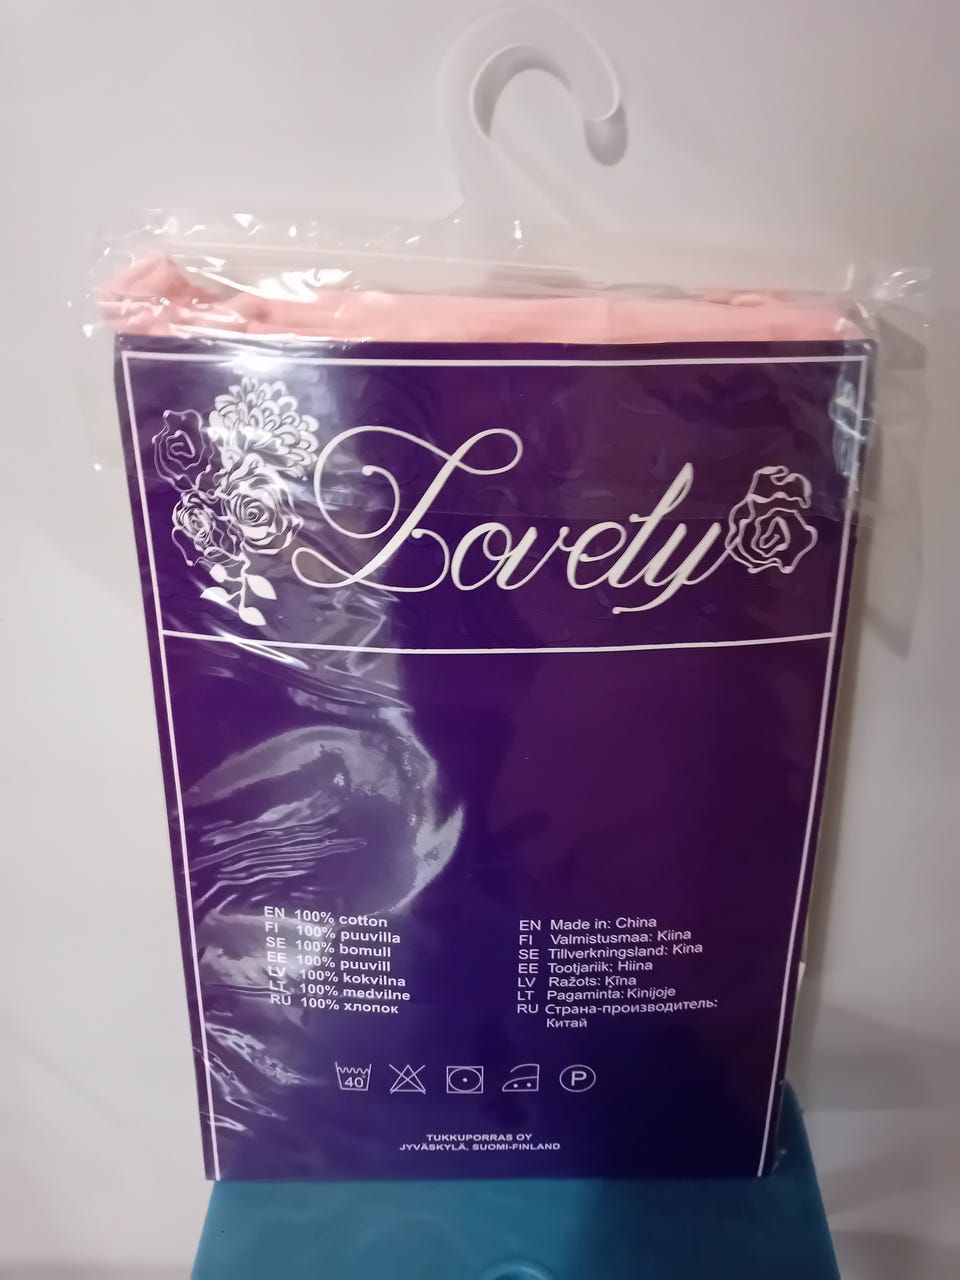 Lovely
EN 100% cotton
FI 100% puuvilla
SE 100% bomull
EE 100% puuvill
LV 100% kokvilna
LT 100% medvilne
RU 100% хлопок
EN Made in: China
FI Valmistusmaa: Kiina
SE Tillverkningsland: Kina
EE Tootjariik; Hiina
LV Ražots: Ķīna
LT Pagaminta: Kinijoje
RU Страна-производитель:
Китай
40°
P
TUKKUPORRAS OY
JYVÄSKYLÄ, SUOMI-FINLAND